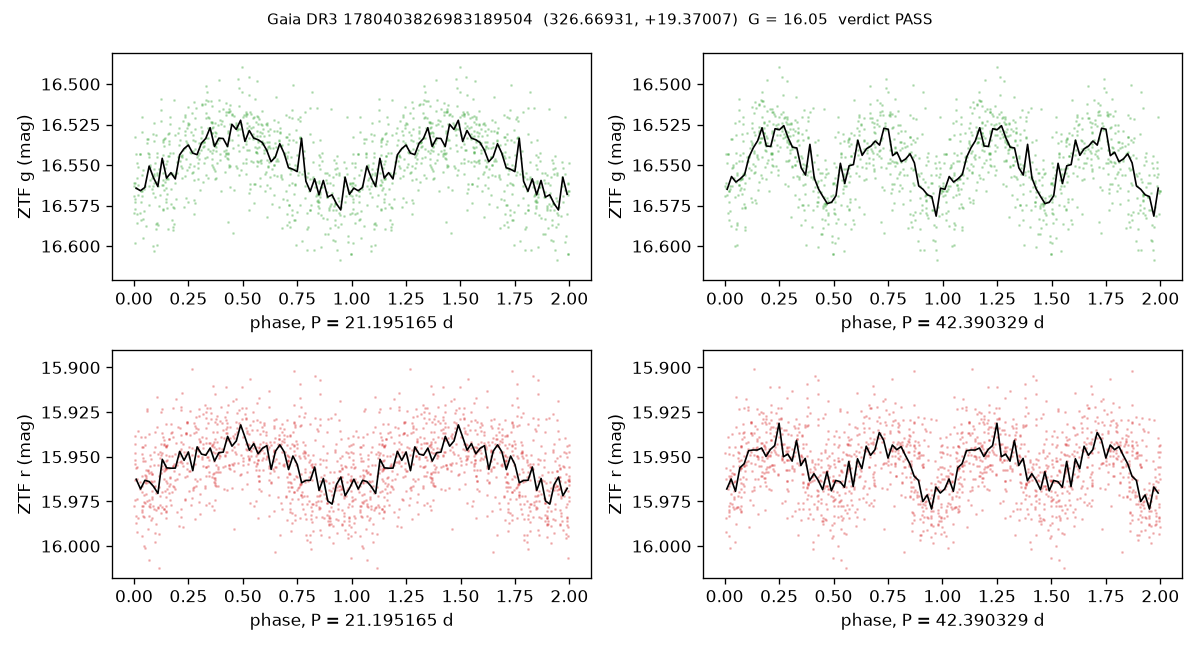 Gaia DR3 1780403826983189504  (326.66931, +19.37007)  G = 16.05  verdict PASS
ZTF g (mag)
16.500
16.525
16.550
16.575
16.600
0.00 0.25 0.50 0.75 1.00 1.25 1.50 1.75 2.00
phase, P = 21.195165 d
ZTF g (mag)
16.500
16.525
16.550
16.575
16.600
0.00 0.25 0.50 0.75 1.00 1.25 1.50 1.75 2.00
phase, P = 42.390329 d
ZTF r (mag)
15.900
15.925
15.950
15.975
16.000
0.00 0.25 0.50 0.75 1.00 1.25 1.50 1.75 2.00
phase, P = 21.195165 d
ZTF r (mag)
15.900
15.925
15.950
15.975
16.000
0.00 0.25 0.50 0.75 1.00 1.25 1.50 1.75 2.00
phase, P = 42.390329 d